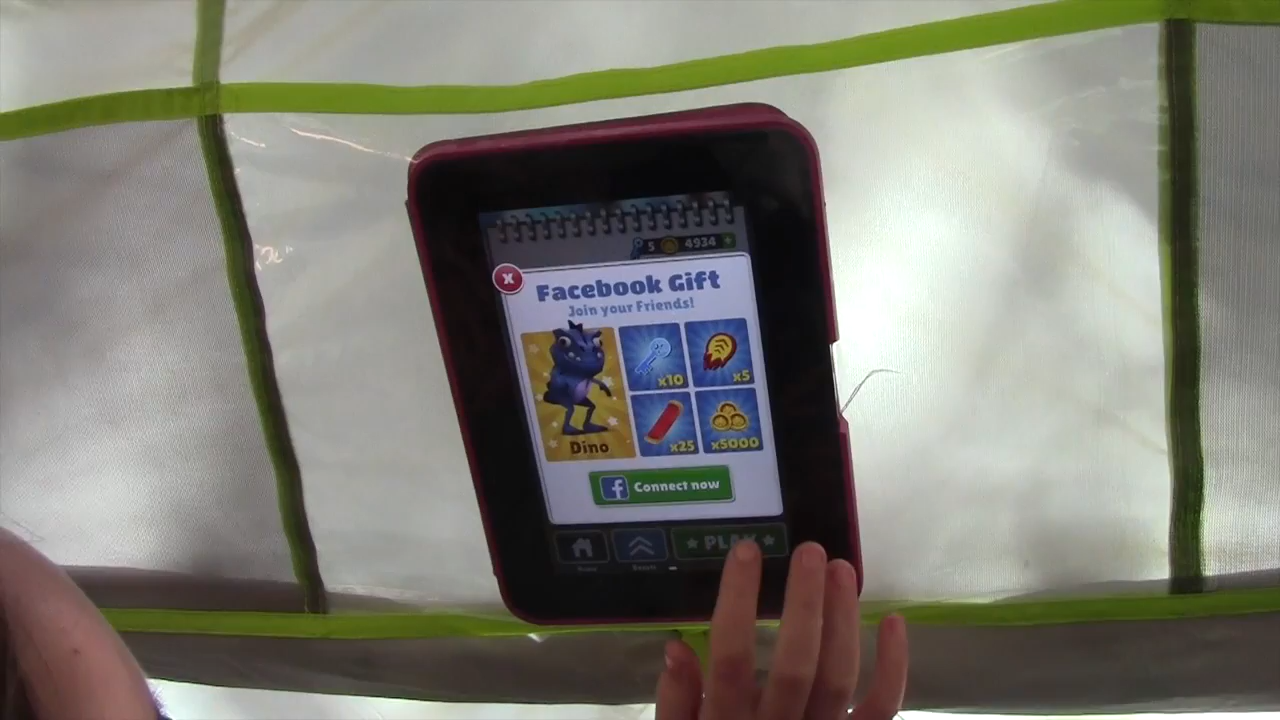 5 4934
x
Facebook Gift
Join your Friends!
x10
x5
Dino
x25
x5000
f Connect now
PLAY